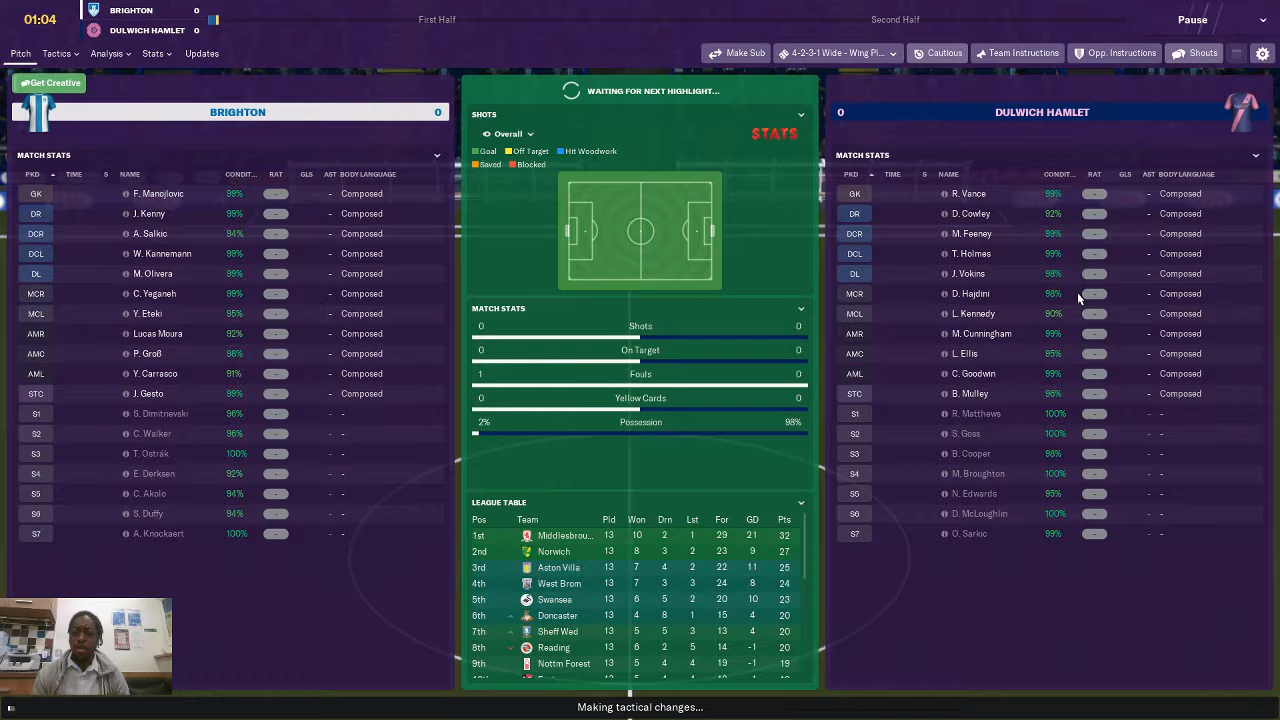 01:04
BRIGHTON 0
DULWICH HAMLET 0
First Half
Second Half
Pause
Pitch Tactics Analysis Stats Updates
Make Sub 4-2-3-1 Wide - Wing Pl... Cautious Team Instructions Opp. Instructions Shouts
Get Creative
BRIGHTON 0
MATCH STATS
PKD TIME S NAME CONDIT... RAT GLS AST BODY LANGUAGE
GK F. Manojlovic 99% - - Composed
DR J. Kenny 99% - - Composed
DCR A. Salkic 94% - - Composed
DCL W. Kannemann 99% - - Composed
DL M. Olivera 99% - - Composed
MCR C. Yeganeh 99% - - Composed
MCL Y. Eteki 95% - - Composed
AMR Lucas Moura 92% - - Composed
AMC P. Groß 98% - - Composed
AML Y. Carrasco 91% - - Composed
STC J. Gesto 99% - - Composed
S1 S. Dimitrievski 96% - - -
S2 C. Walker 96% - - -
S3 T. Ostrák 100% - - -
S4 E. Derksen 92% - - -
S5 C. Akolo 94% - - -
S6 S. Duffy 94% - - -
S7 A. Knockaert 100% - - -
WAITING FOR NEXT HIGHLIGHT...
SHOTS
Overall
STATS
Goal Off Target Hit Woodwork
Saved Blocked
MATCH STATS
0 Shots 0
0 On Target 0
1 Fouls 0
0 Yellow Cards 0
2% Possession 98%
LEAGUE TABLE
Pos Team Pld Won Drn Lst For GD Pts
1st Middlesbrou... 13 10 2 1 29 21 32
2nd Norwich 13 8 3 2 23 9 27
3rd Aston Villa 13 7 4 2 22 11 25
4th West Brom 13 7 3 3 24 8 24
5th Swansea 13 6 5 2 20 10 23
6th Doncaster 13 4 8 1 15 4 20
7th Sheff Wed 13 5 5 3 13 4 20
8th Reading 13 6 2 5 14 -1 20
9th Nottm Forest 13 5 4 4 19 -1 19
0 DULWICH HAMLET
MATCH STATS
PKD TIME S NAME CONDIT... RAT GLS AST BODY LANGUAGE
GK R. Vance 99% - - Composed
DR D. Cowley 92% - - Composed
DCR M. Feeney 99% - - Composed
DCL T. Holmes 99% - - Composed
DL J. Vokins 98% - - Composed
MCR D. Hajdini 98% - - Composed
MCL L. Kennedy 90% - - Composed
AMR M. Cunningham 99% - - Composed
AMC L. Ellis 95% - - Composed
AML C. Goodwin 99% - - Composed
STC B. Mulley 96% - - Composed
S1 R. Matthews 100% - - -
S2 S. Goss 100% - - -
S3 B. Cooper 98% - - -
S4 M. Broughton 100% - - -
S5 N. Edwards 95% - - -
S6 D. McLoughlin 100% - - -
S7 O. Sarkic 99% - - -
Making tactical changes...